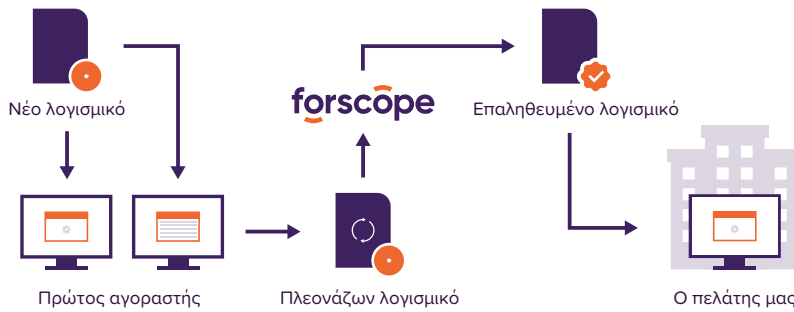 Νέο λογισμικό
forscope
Επαληθευμένο λογισμικό
Πρώτος αγοραστής
Πλεονάζων λογισμικό
Ο πελάτης μας